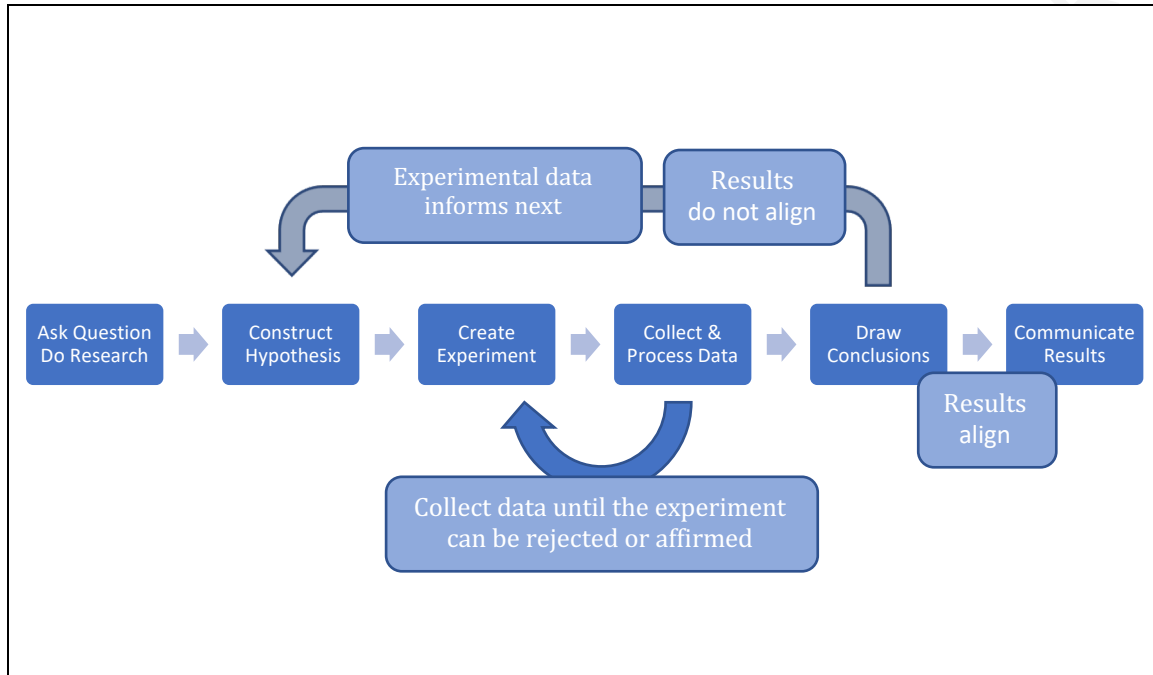 Experimental data
informs next
Results
do not align
Ask Question
Do Research
Construct
Hypothesis
Create
Experiment
Collect &
Process Data
Draw
Conclusions
Communicate
Results
Results
align
Collect data until the experiment
can be rejected or affirmed